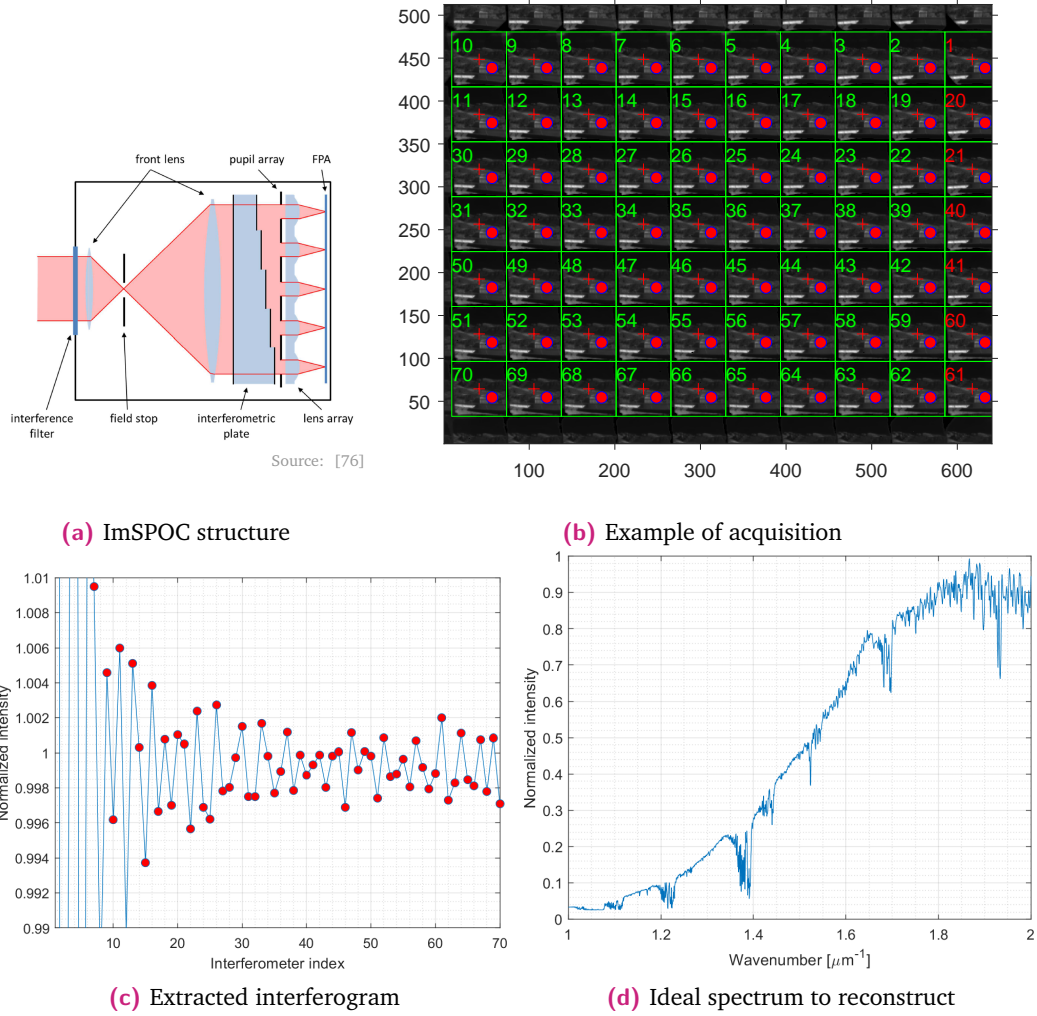 front lens
pupil array
FPA
interference
filter
field stop
interferometric
plate
lens array
Source: [76]
(a) ImSPOC structure
500
450
400
350
300
250
200
150
100
50
10 9 8 7 6 5 4 3 2 1
11 12 13 14 15 16 17 18 19 20
30 29 28 27 26 25 24 23 22 21
31 32 33 34 35 36 37 38 39 40
50 49 48 47 46 45 44 43 42 41
51 52 53 54 55 56 57 58 59 60
70 69 68 67 66 65 64 63 62 61
100 200 300 400 500 600
(b) Example of acquisition
Normalized intensity
1.01
1.008
1.006
1.004
1.002
1
0.998
0.996
0.994
0.992
0.99
10 20 30 40 50 60 70
Interferometer index
(c) Extracted interferogram
Normalized intensity
1
0.9
0.8
0.7
0.6
0.5
0.4
0.3
0.2
0.1
0
1 1.2 1.4 1.6 1.8 2
Wavenumber [μm⁻¹]
(d) Ideal spectrum to reconstruct